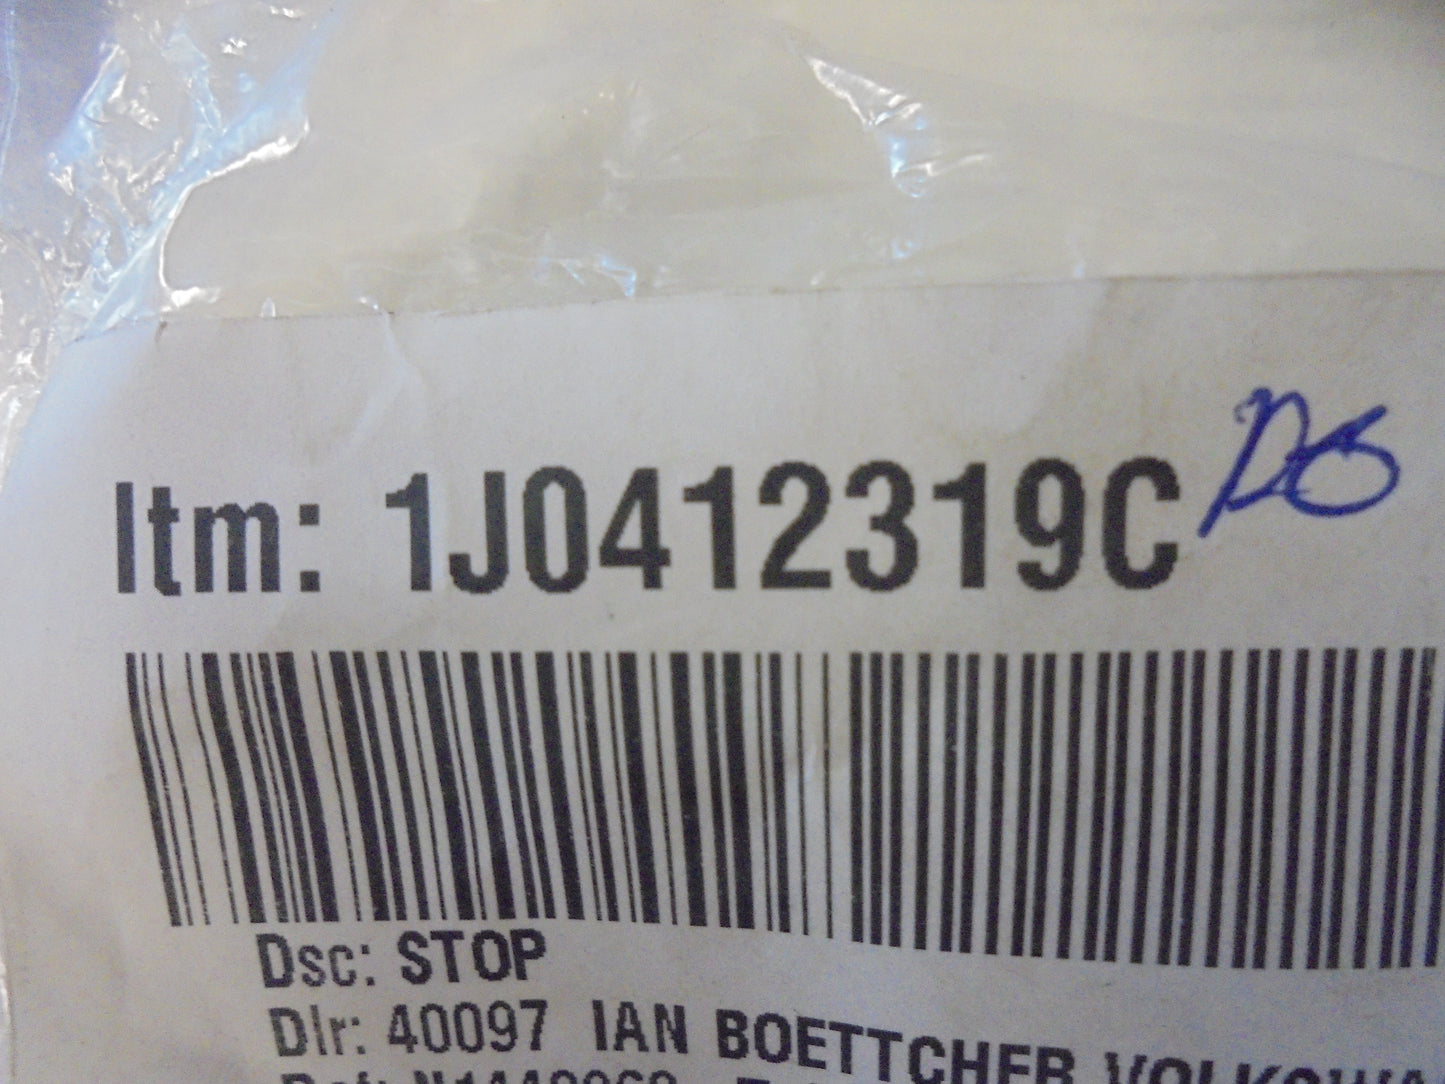 Itm: 1J0412319C
Dsc: STOP
Dlr: 40097 IAN BOETTCHER